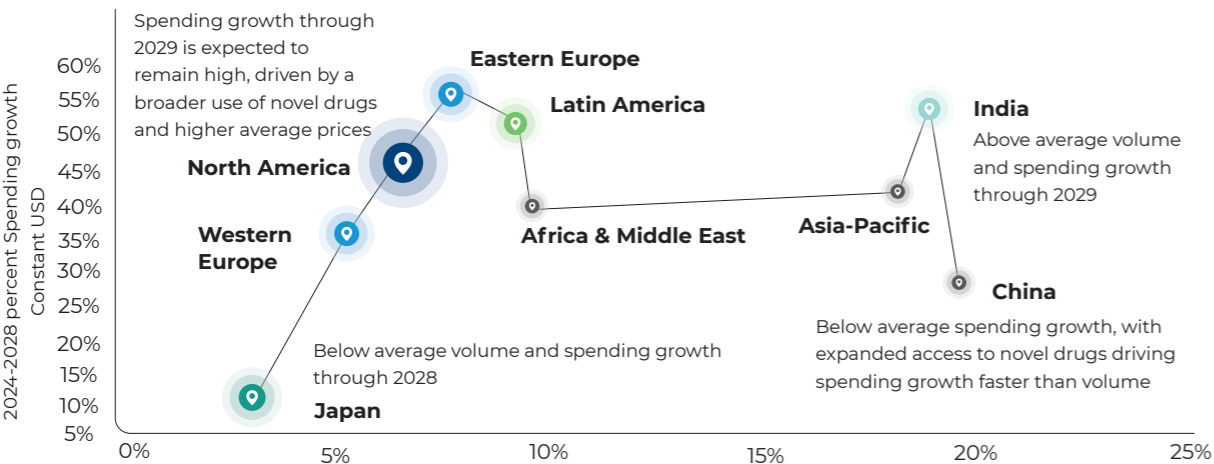 2024-2028 percent Spending growth
Constant USD
60%
55%
50%
45%
40%
35%
30%
25%
20%
15%
10%
5%
Spending growth through
2029 is expected to
remain high, driven by a
broader use of novel drugs
and higher average prices
Eastern Europe
Latin America
North America
Western
Europe
Africa & Middle East
Asia-Pacific
India
Above average volume
and spending growth
through 2029
China
Below average spending growth, with
expanded access to novel drugs driving
spending growth faster than volume
Below average volume and spending growth
through 2028
Japan
0%
5%
10%
15%
20%
25%